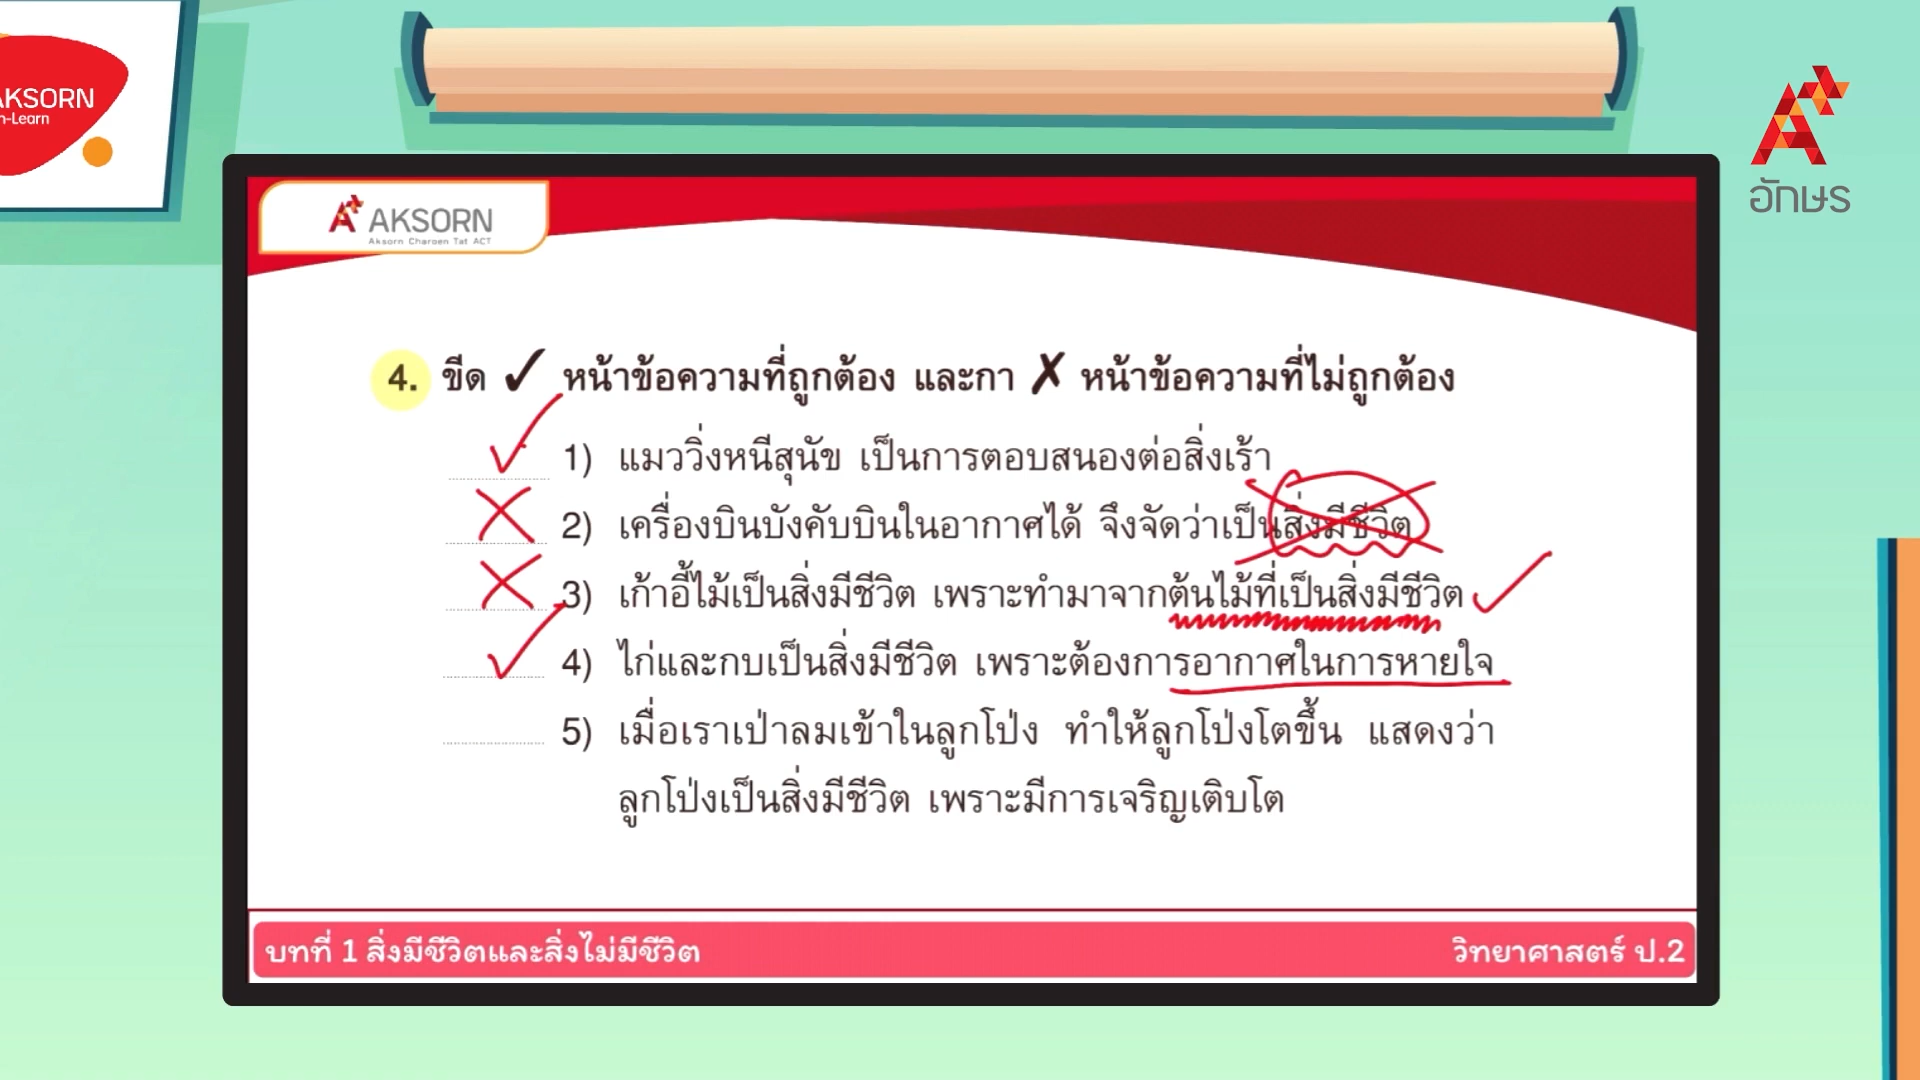 AKSORN
n-Learn
อักษร
AKSORN
Aksorn Charoen Tat ACT
4. ขีด ✓ หน้าข้อความที่ถูกต้อง และกา ✗ หน้าข้อความที่ไม่ถูกต้อง
✓ 1) แมววิ่งหนีสุนัข เป็นการตอบสนองต่อสิ่งเร้า
✗ 2) เครื่องบินบังคับบินในอากาศได้ จึงจัดว่าเป็นสิ่งมีชีวิต
✗ 3) เก้าอี้ไม้เป็นสิ่งมีชีวิต เพราะทำมาจากต้นไม้ที่เป็นสิ่งมีชีวิต ✓
✓ 4) ไก่และกบเป็นสิ่งมีชีวิต เพราะต้องการอากาศในการหายใจ
5) เมื่อเราเป่าลมเข้าในลูกโป่ง ทำให้ลูกโป่งโตขึ้น แสดงว่า
ลูกโป่งเป็นสิ่งมีชีวิต เพราะมีการเจริญเติบโต
บทที่ 1 สิ่งมีชีวิตและสิ่งไม่มีชีวิต
วิทยาศาสตร์ ป.2